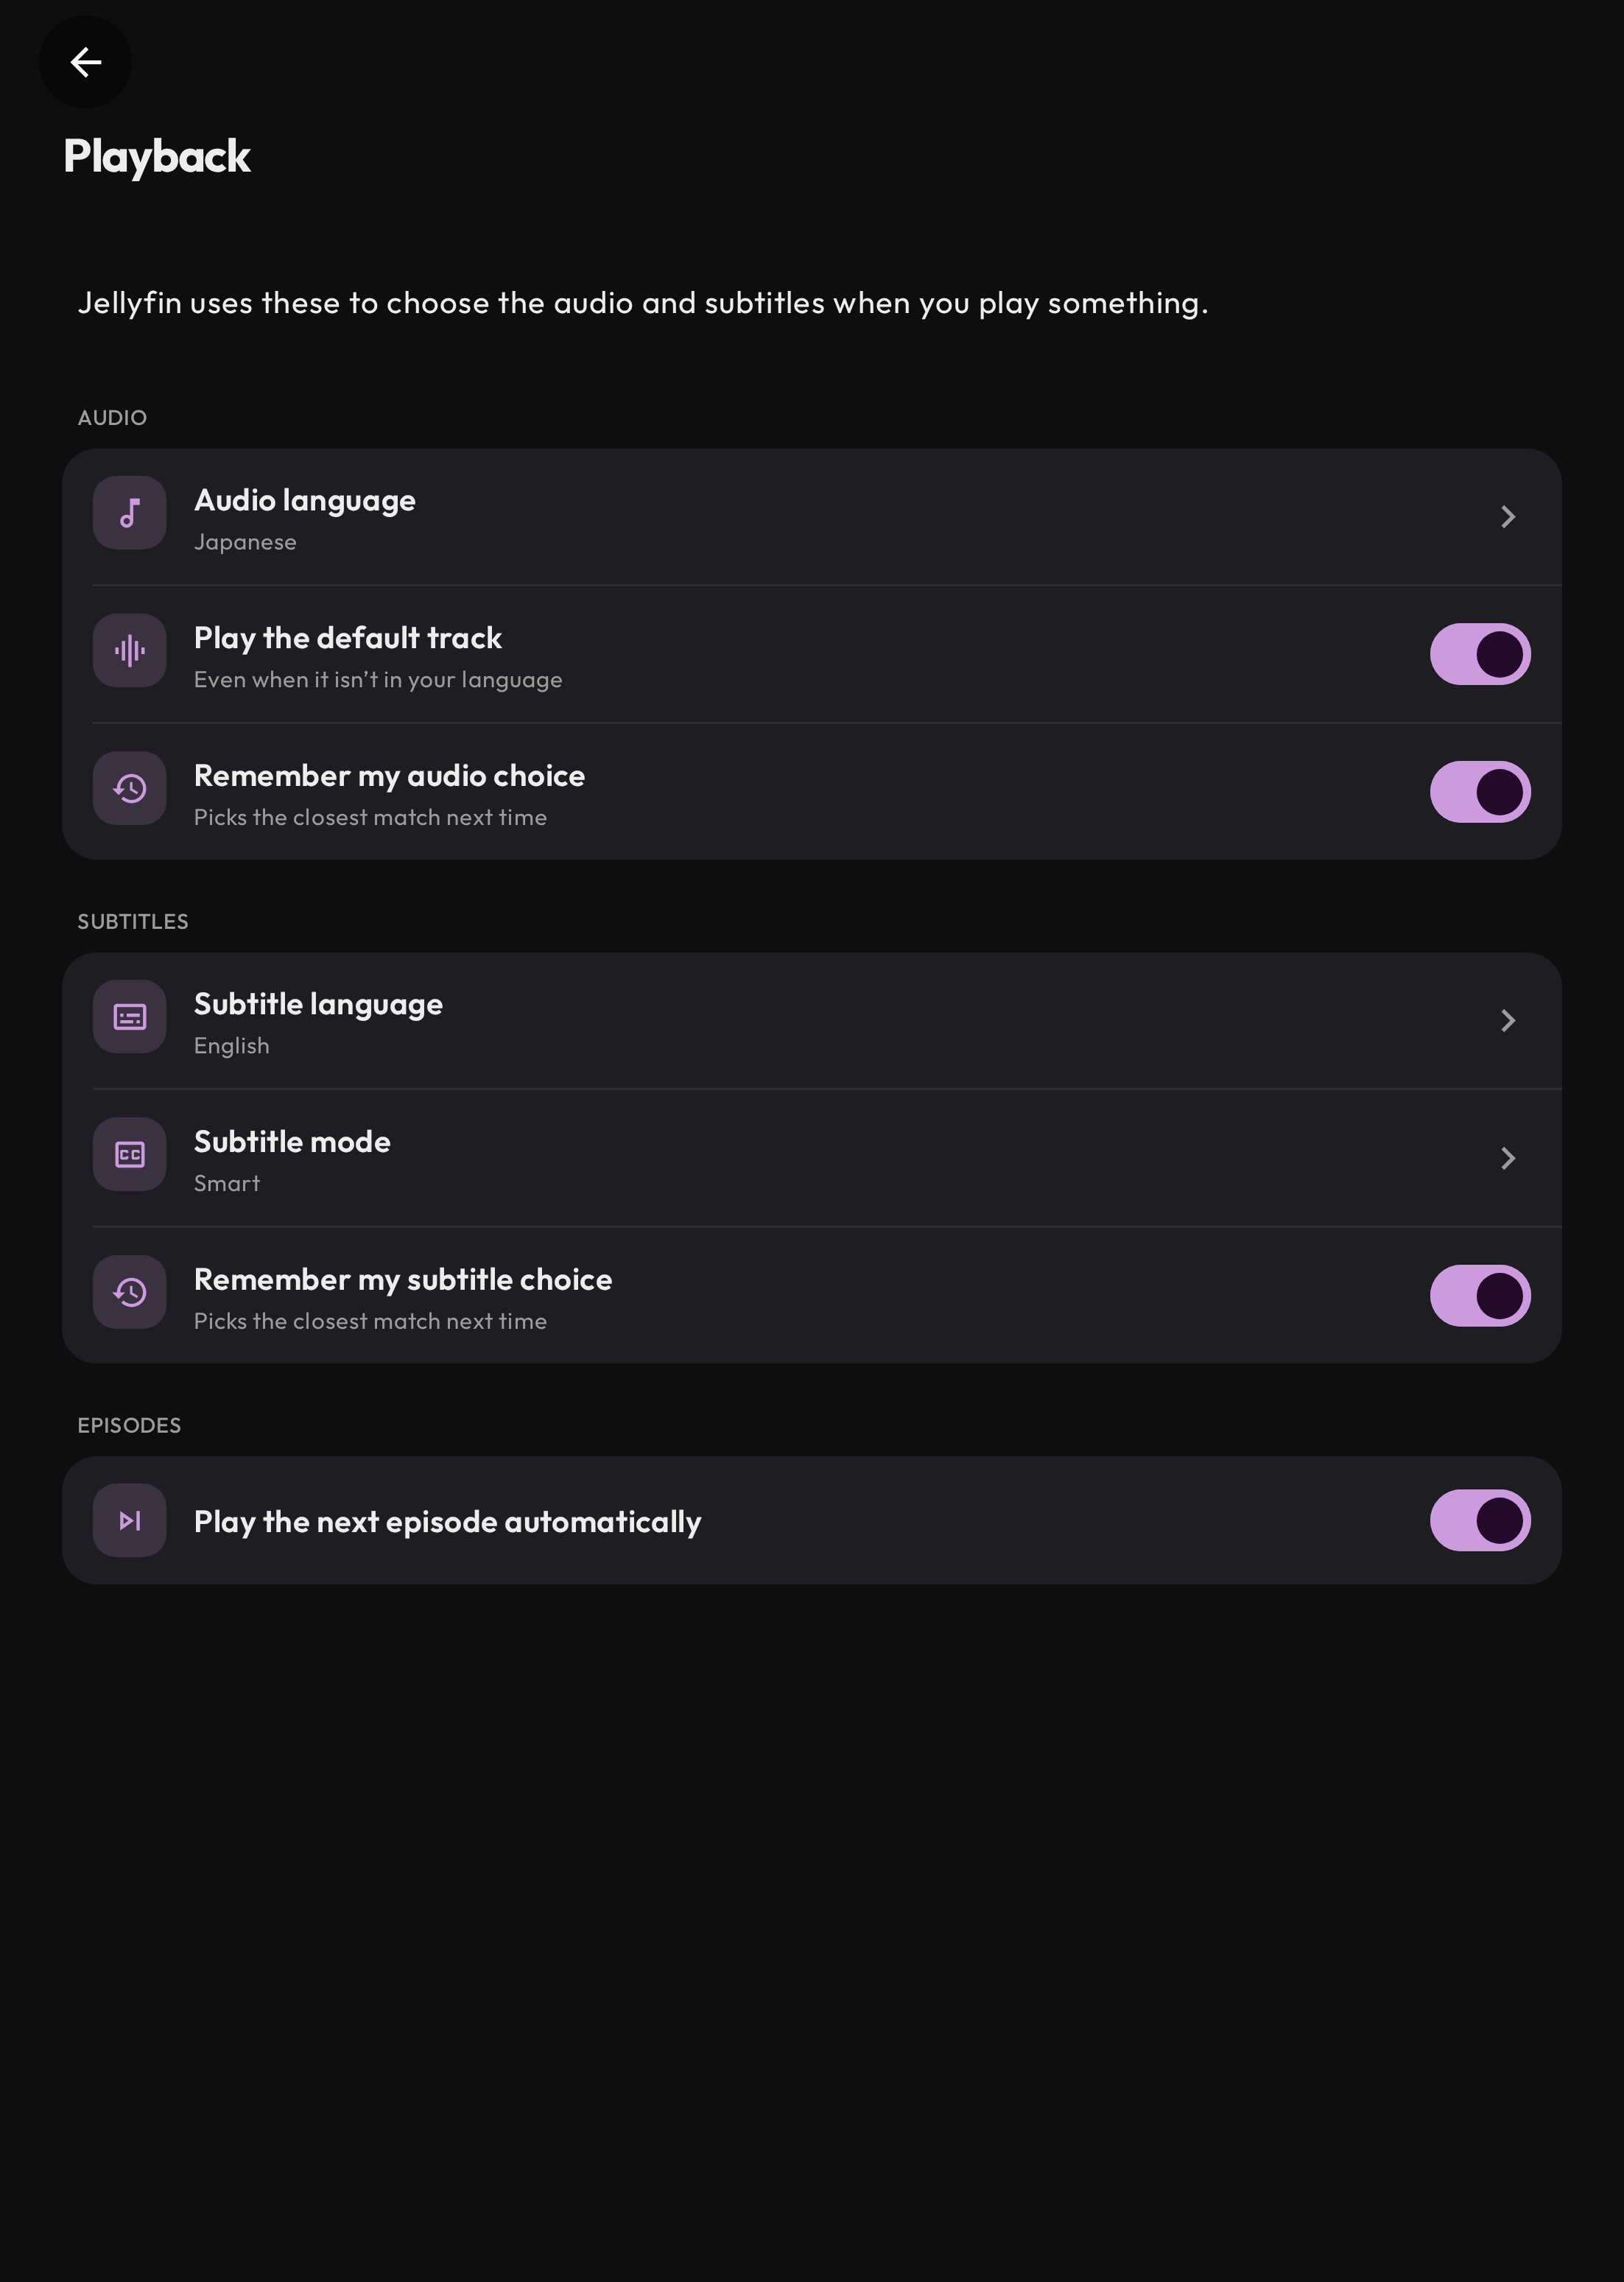 Playback
Jellyfin uses these to choose the audio and subtitles when you play something.
AUDIO
Audio language
Japanese
Play the default track
Even when it isn’t in your language
Remember my audio choice
Picks the closest match next time
SUBTITLES
Subtitle language
English
CC
Subtitle mode
Smart
Remember my subtitle choice
Picks the closest match next time
EPISODES
Play the next episode automatically